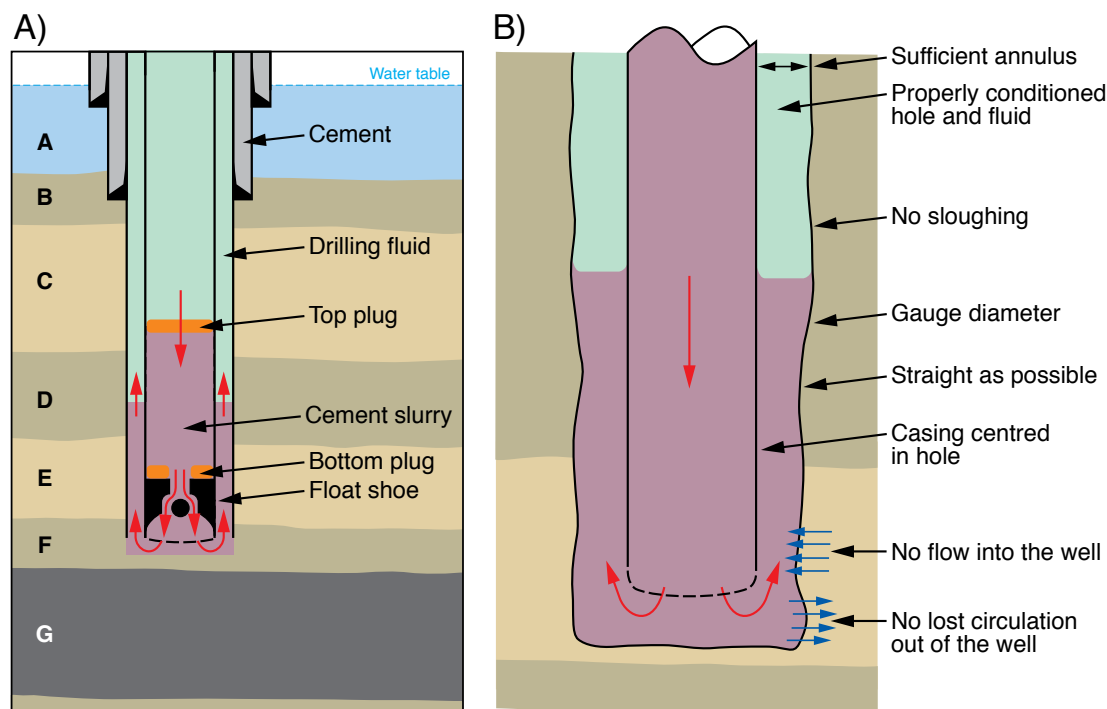 A)
Water table
A
B
C
D
E
F
G
Cement
Drilling fluid
Top plug
Cement slurry
Bottom plug
Float shoe
B)
Sufficient annulus
Properly conditioned
hole and fluid
No sloughing
Gauge diameter
Straight as possible
Casing centred
in hole
No flow into the well
No lost circulation
out of the well